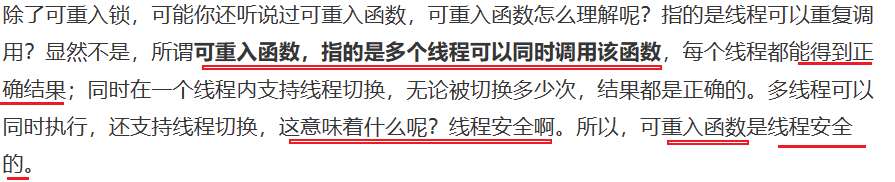 除了可重入锁，可能你还听说过可重入函数，可重入函数怎么理解呢？指的是线程可以重复调
用？显然不是，所谓可重入函数，指的是多个线程可以同时调用该函数，每个线程都能得到正
确结果；同时在一个线程内支持线程切换，无论被切换多少次，结果都是正确的。多线程可以
同时执行，还支持线程切换，这意味着什么呢？线程安全啊。所以，可重入函数是线程安全
的。